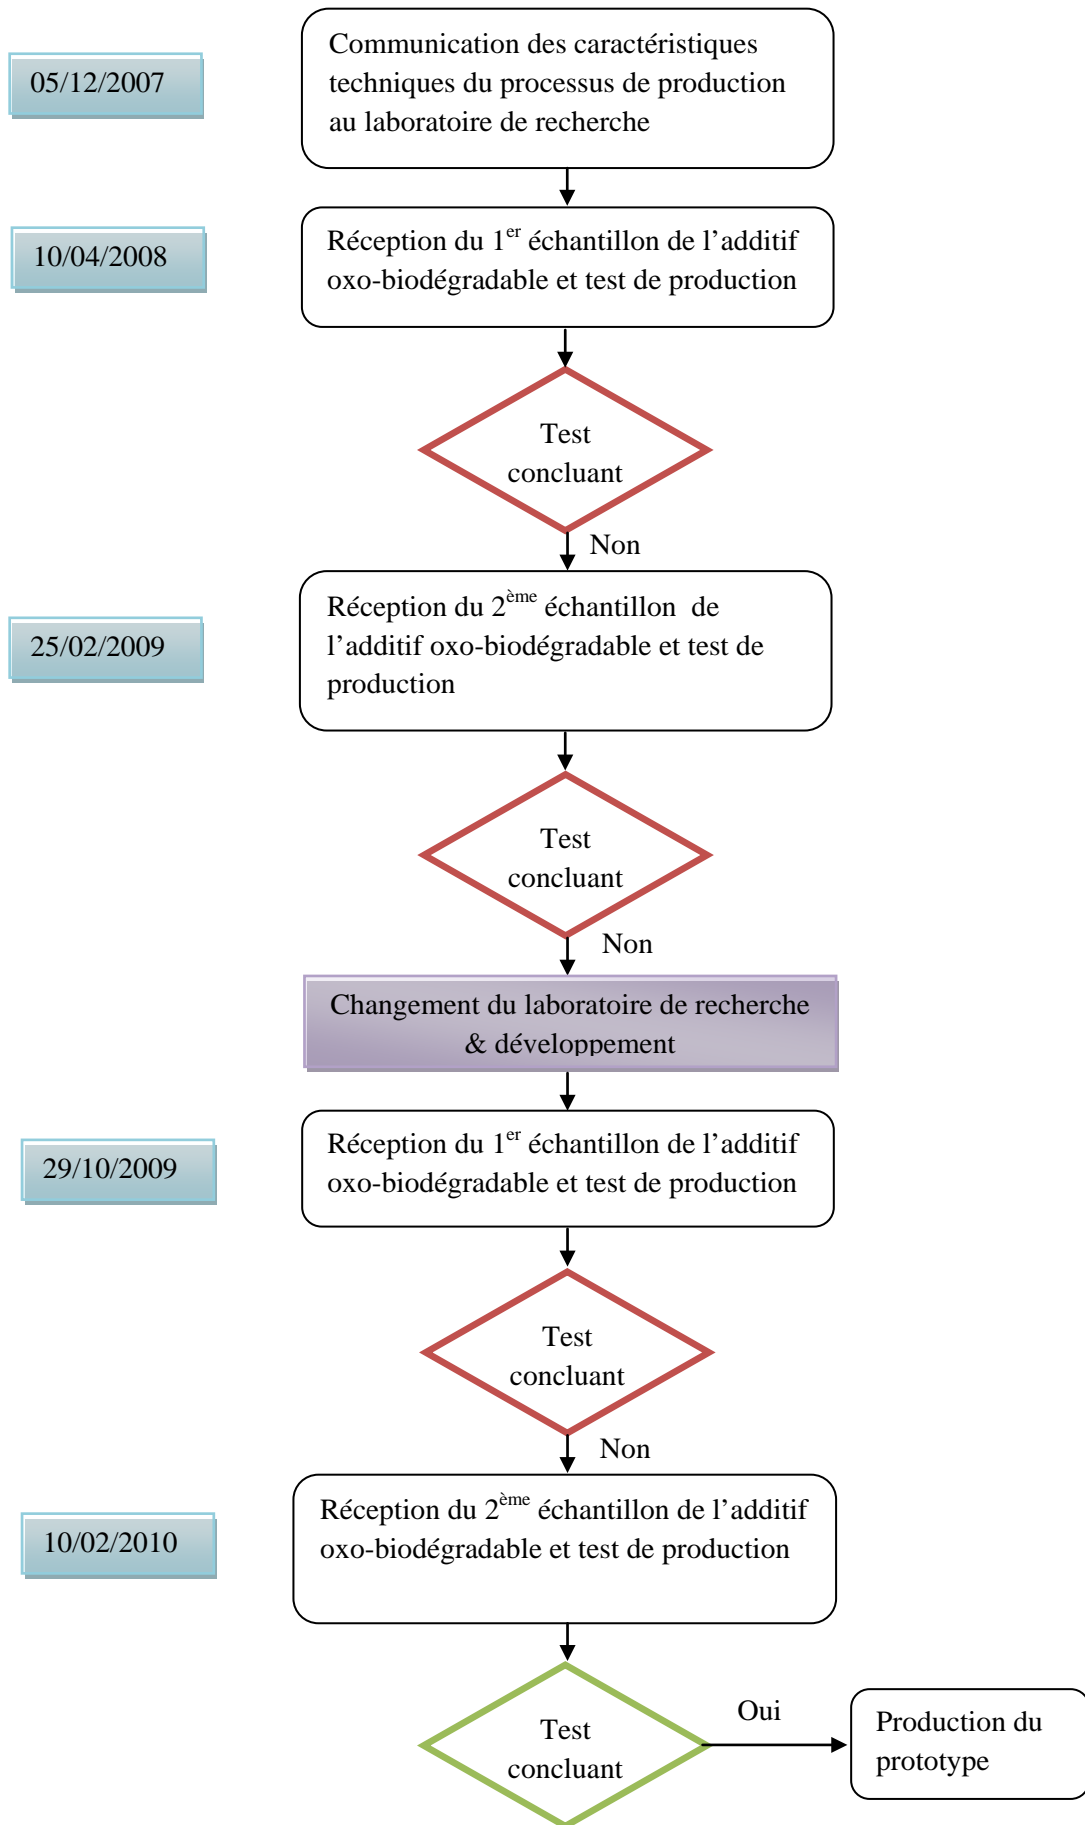 05/12/2007
Communication des caractéristiques
techniques du processus de production
au laboratoire de recherche
10/04/2008
Réception du 1er échantillon de l’additif
oxo-biodégradable et test de production
Test
concluant
Non
25/02/2009
Réception du 2ème échantillon de
l’additif oxo-biodégradable et test de
production
Test
concluant
Non
Changement du laboratoire de recherche
& développement
29/10/2009
Réception du 1er échantillon de l’additif
oxo-biodégradable et test de production
Test
concluant
Non
10/02/2010
Réception du 2ème échantillon de l’additif
oxo-biodégradable et test de production
Test
concluant
Oui
Production du
prototype